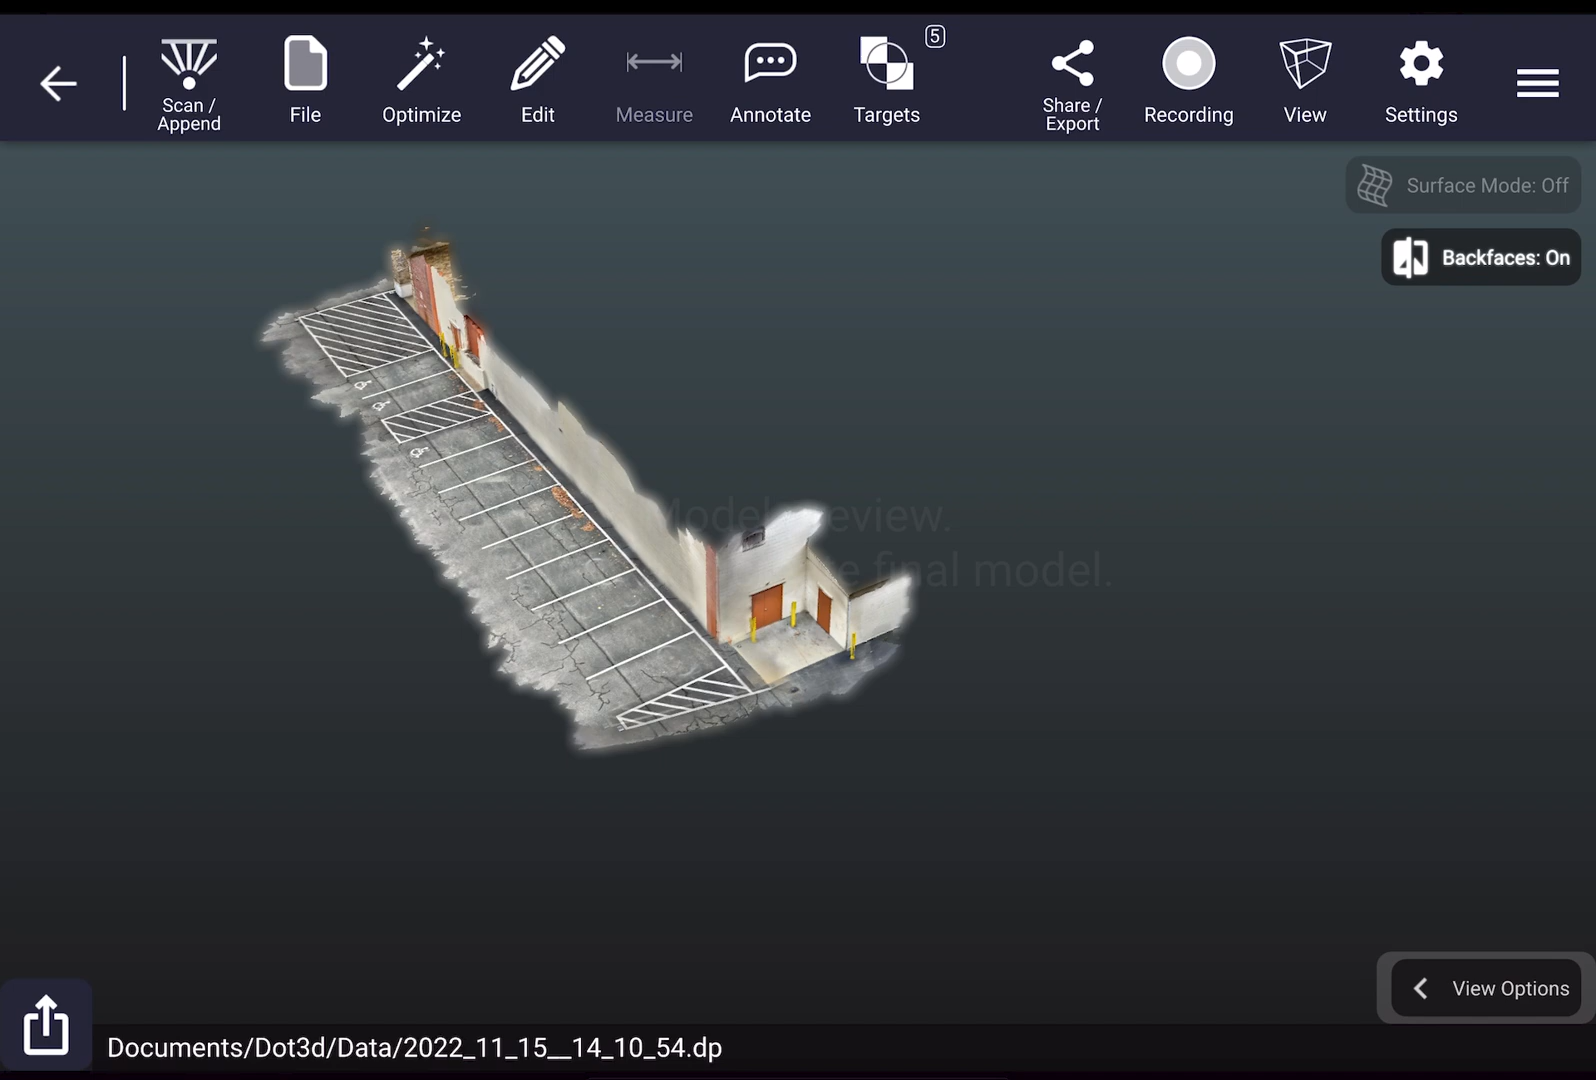 Scan /
Append
File
Optimize
Edit
Measure
Annotate
Targets
5
Share /
Export
Recording
View
Settings
Surface Mode: Off
Backfaces: On
final model.
View Options
Documents/Dot3d/Data/2022_11_15__14_10_54.dp